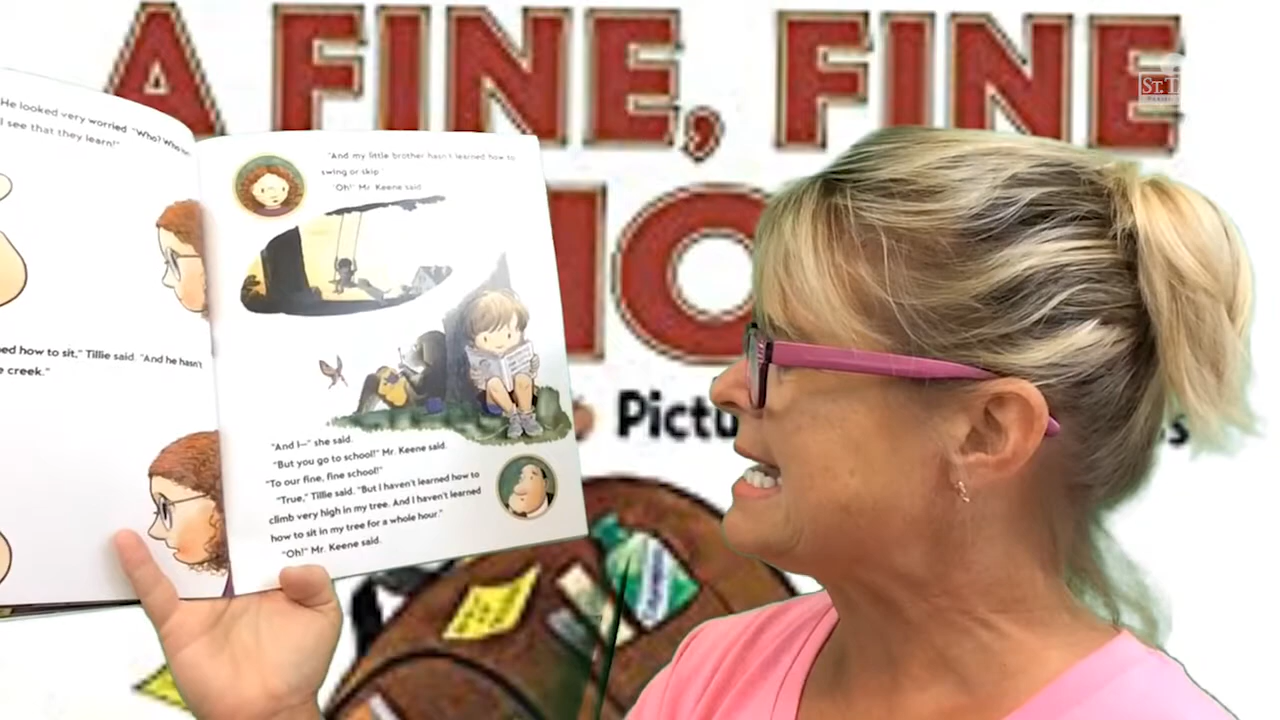 A FINE, FINE
Pictu
s
ST. TA
He looked very worried. "Who? Who
I see that they learn!"
ed how to sit," Tillie said. "And he hasn't
e creek."
"And my little brother hasn't learned how to
swing or skip."
"Oh!" Mr. Keene said.
"And I—" she said.
"But you go to school!" Mr. Keene said.
"To our fine, fine school!"
"True," Tillie said. "But I haven't learned how to
climb very high in my tree. And I haven't learned
how to sit in my tree for a whole hour."
"Oh!" Mr. Keene said.